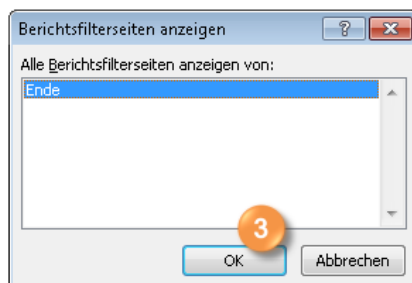 Berichtsfilterseiten anzeigen
Alle Berichtsfilterseiten anzeigen von:
Ende
3
OK Abbrechen